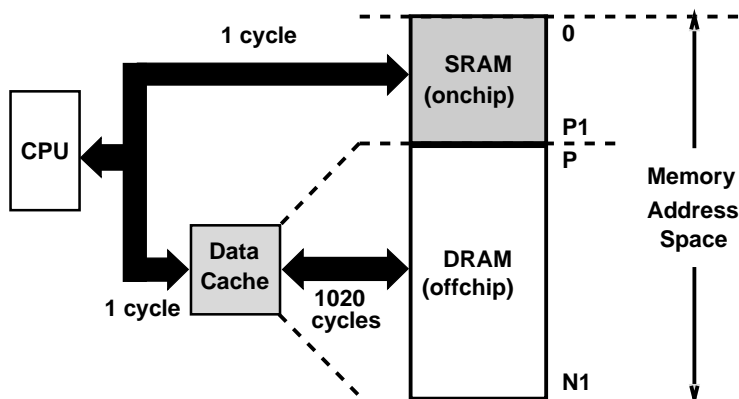 1 cycle
0
SRAM
(onchip)
P1
P
CPU
Memory
Address
Space
Data
Cache
DRAM
(offchip)
1 cycle
1020
cycles
N1